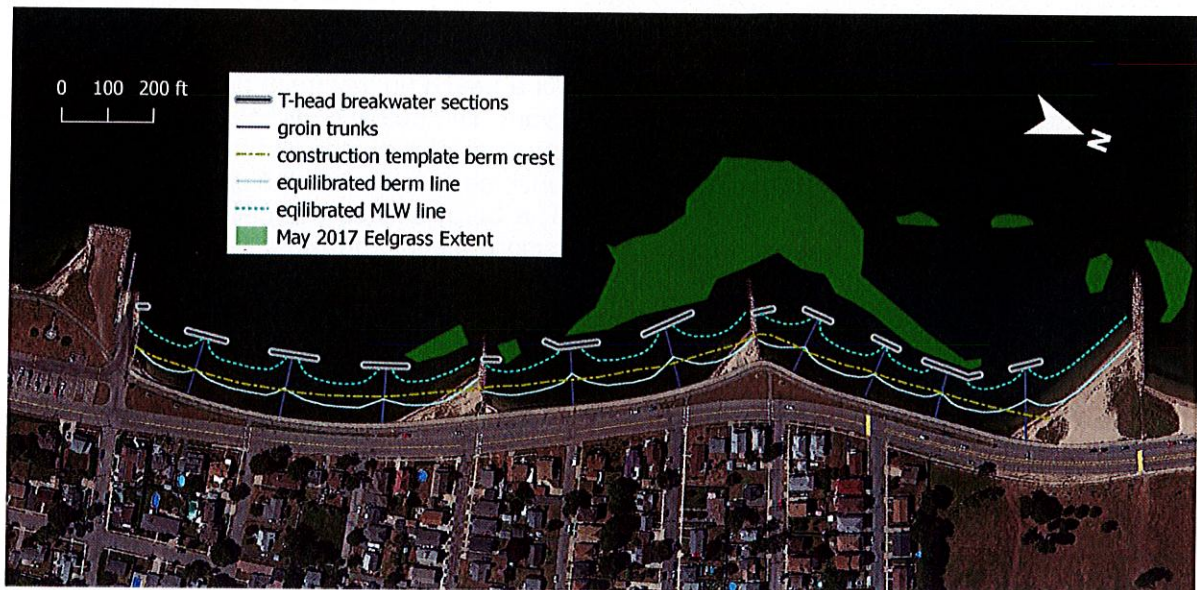 0 100 200 ft
T-head breakwater sections
groin trunks
construction template berm crest
equilibrated berm line
eqilibrated MLW line
May 2017 Eelgrass Extent
N